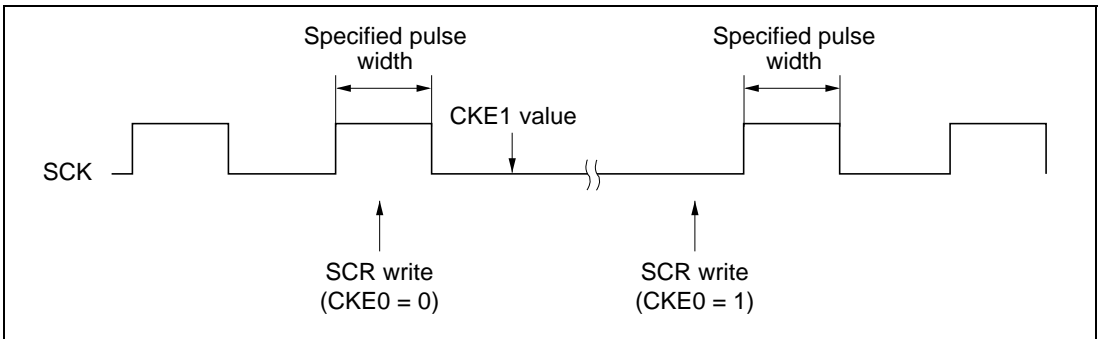 Specified pulse
width
Specified pulse
width
CKE1 value
SCK
SCR write
(CKE0 = 0)
SCR write
(CKE0 = 1)